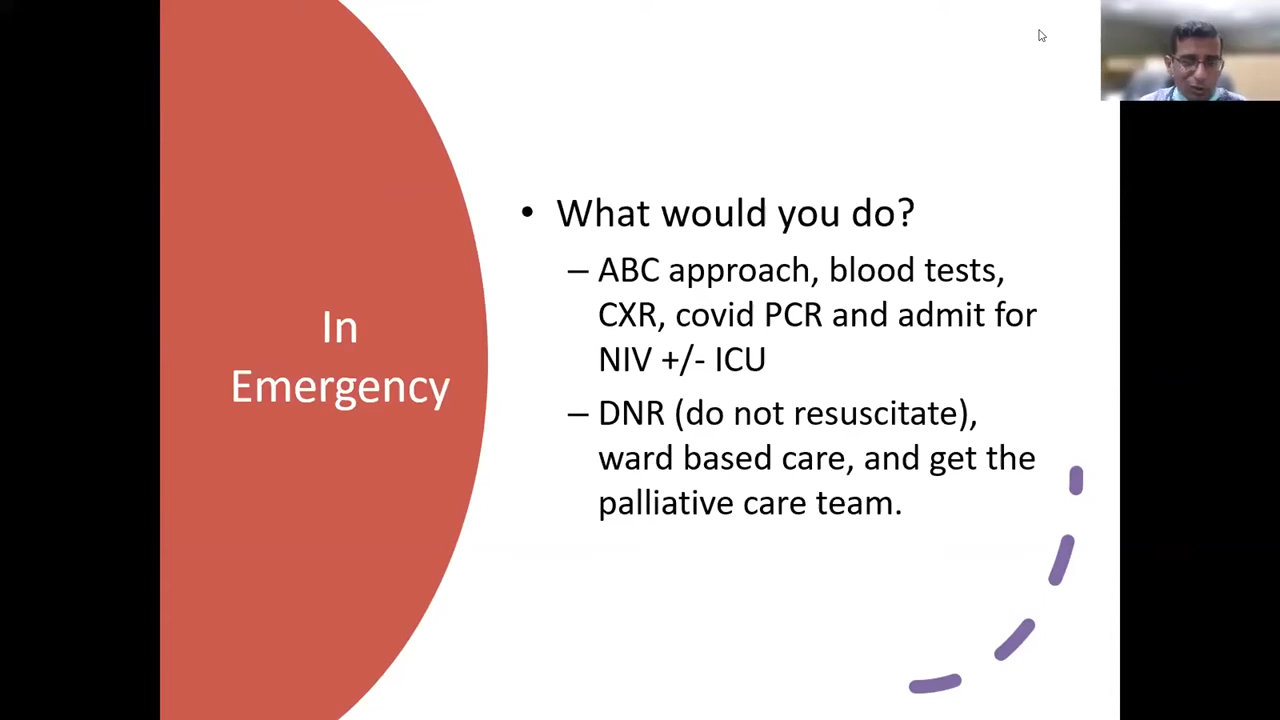 In
Emergency
• What would you do?
– ABC approach, blood tests,
CXR, covid PCR and admit for
NIV +/- ICU
– DNR (do not resuscitate),
ward based care, and get the
palliative care team.